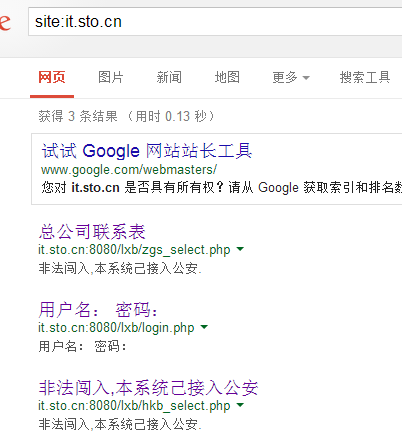 site:it.sto.cn
网页 图片 新闻 地图 更多 搜索工具
获得 3 条结果 （用时 0.13 秒）
试试 Google 网站站长工具
www.google.com/webmasters/
您对 it.sto.cn 是否具有所有权？请从 Google 获取索引和排名数
总公司联系表
it.sto.cn:8080/lxb/zgs_select.php
非法闯入,本系统己接入公安.
用户名： 密码：
it.sto.cn:8080/lxb/login.php
用户名： 密码：
非法闯入,本系统己接入公安
it.sto.cn:8080/lxb/hkb_select.php
非法闯入,本系统己接入公安.